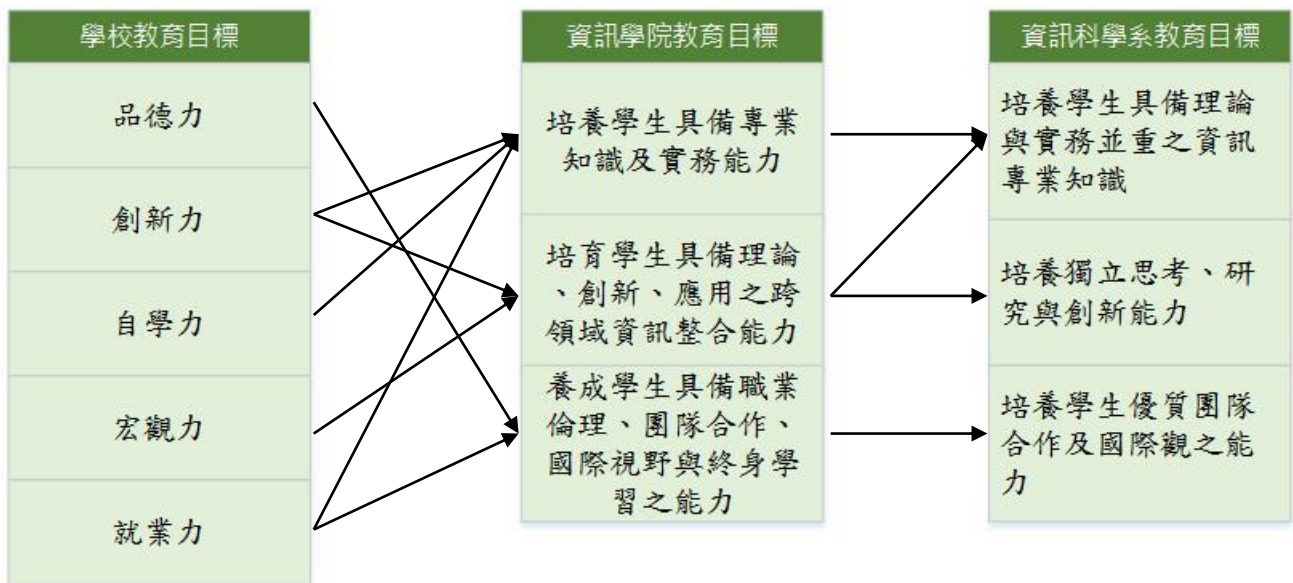 學校教育目標
品德力
創新力
自學力
宏觀力
就業力
資訊學院教育目標
培養學生具備專業
知識及實務能力
培育學生具備理論
、創新、應用之跨
領域資訊整合能力
養成學生具備職業
倫理、團隊合作、
國際視野與終身學
習之能力
資訊科學系教育目標
培養學生具備理論
與實務並重之資訊
專業知識
培養獨立思考、研
究與創新能力
培養學生優質團隊
合作及國際觀之能
力